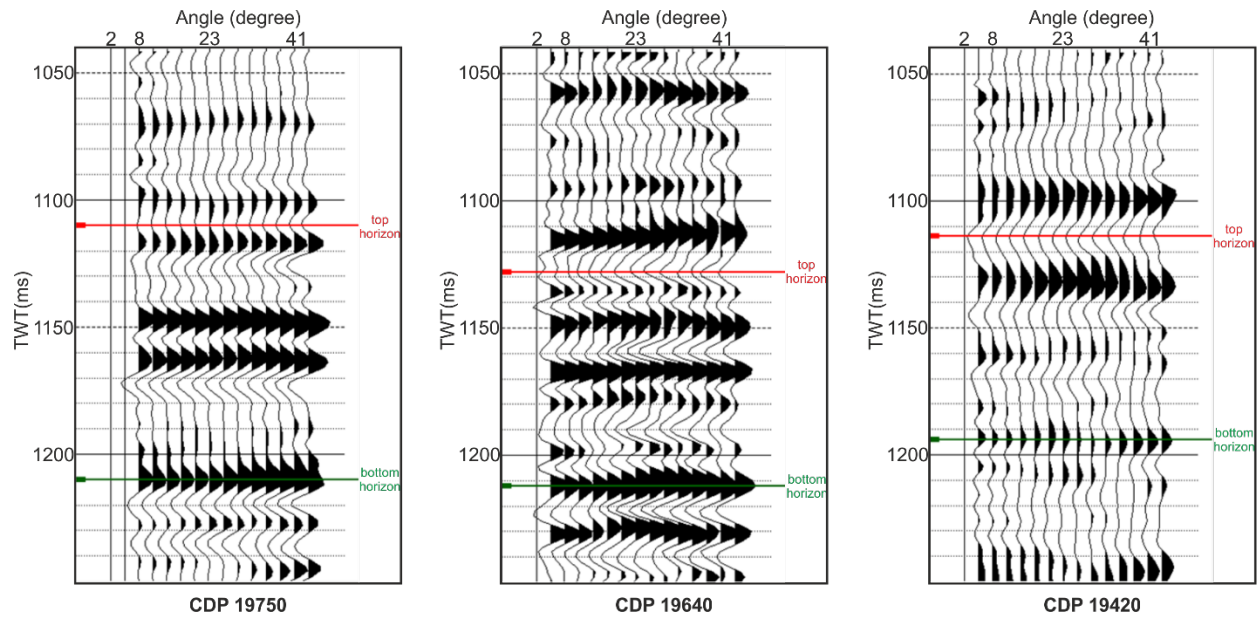 Angle (degree)
2 8 23 41
1050
1100
1150
1200
TWT(ms)
top
horizon
bottom
horizon
CDP 19750
Angle (degree)
2 8 23 41
1050
1100
1150
1200
TWT(ms)
top
horizon
bottom
horizon
CDP 19640
Angle (degree)
2 8 23 41
1050
1100
1150
1200
TWT(ms)
top
horizon
bottom
horizon
CDP 19420